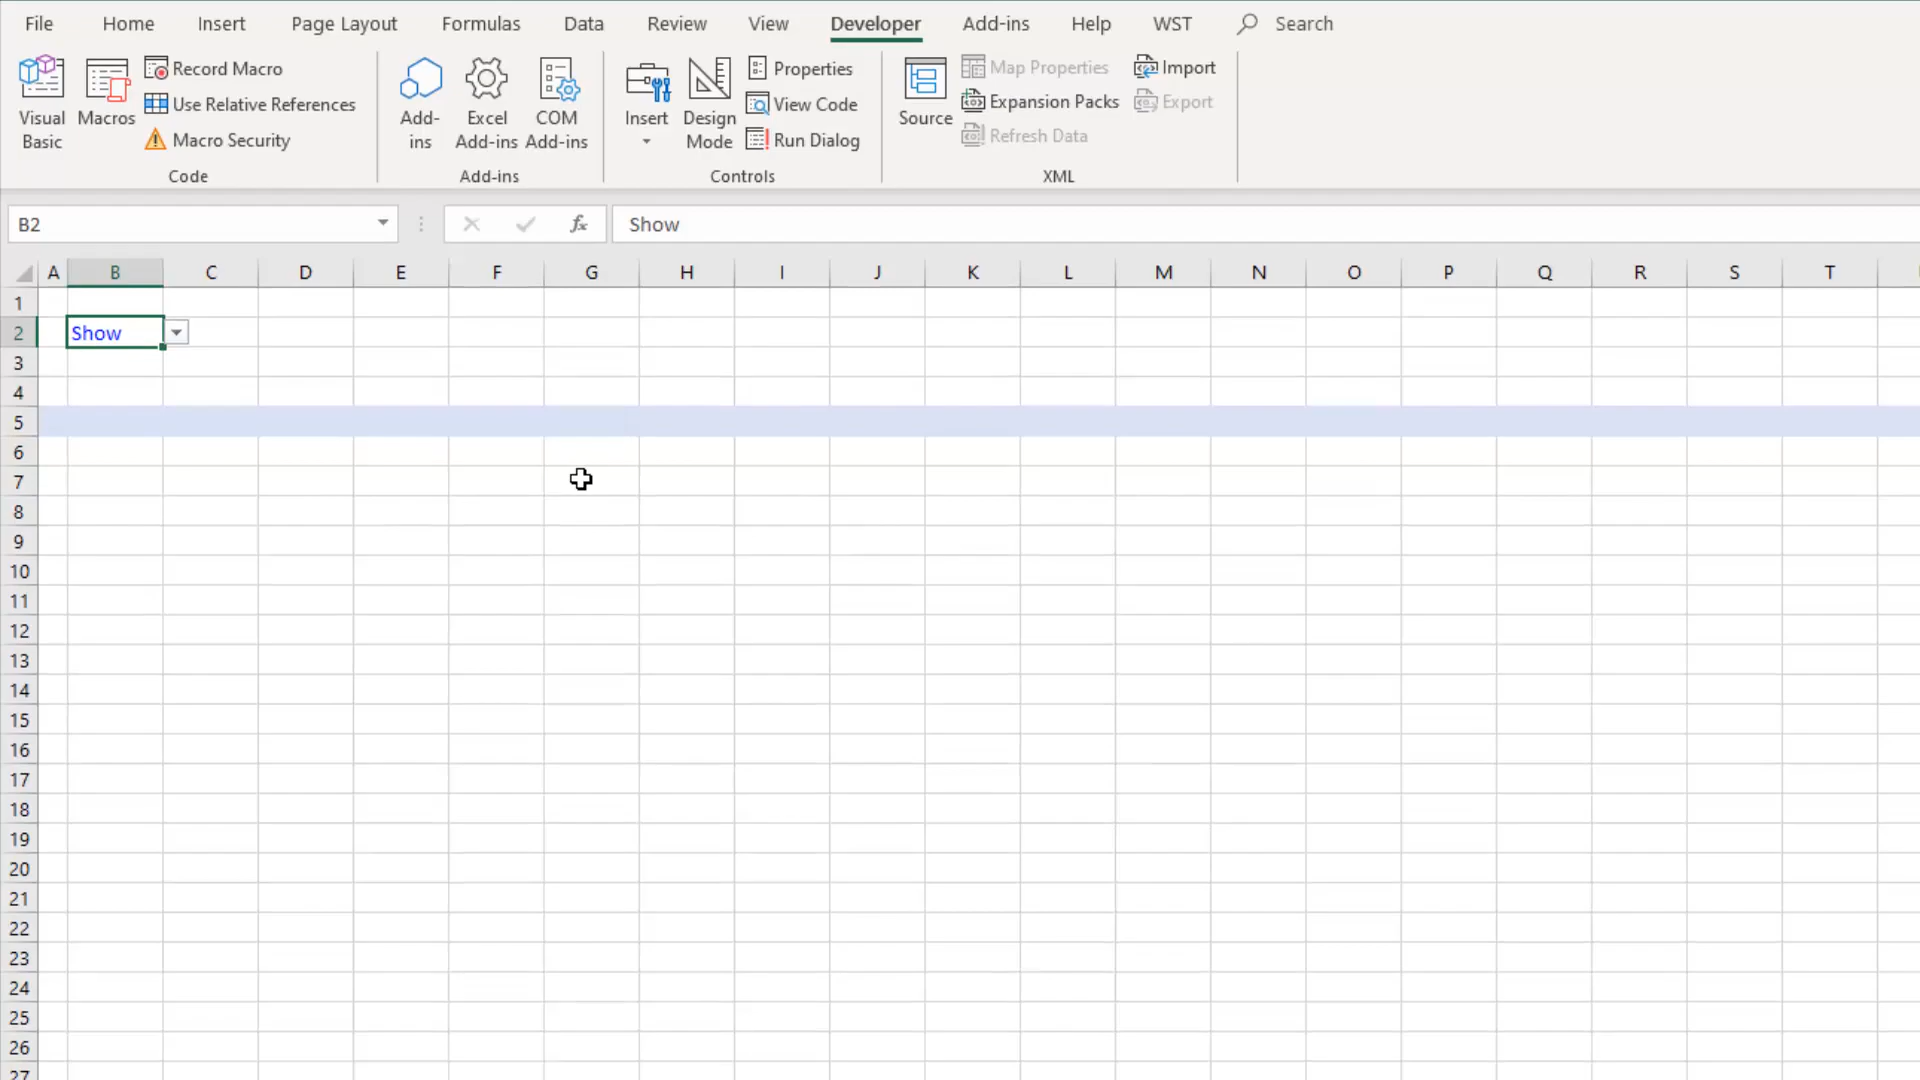 File Home Insert Page Layout Formulas Data Review View Developer Add-ins Help WST Search
Visual Basic
Macros
Record Macro
Use Relative References
Macro Security
Code
Add-ins
Excel Add-ins
COM Add-ins
Add-ins
Insert
Design Mode
Properties
View Code
Run Dialog
Controls
Source
Map Properties
Expansion Packs
Refresh Data
Import
Export
XML
B2 fx Show
A B C D E F G H I J K L M N O P Q R S T
1
2 Show
3
4
5
6
7
8
9
10
11
12
13
14
15
16
17
18
19
20
21
22
23
24
25
26
27